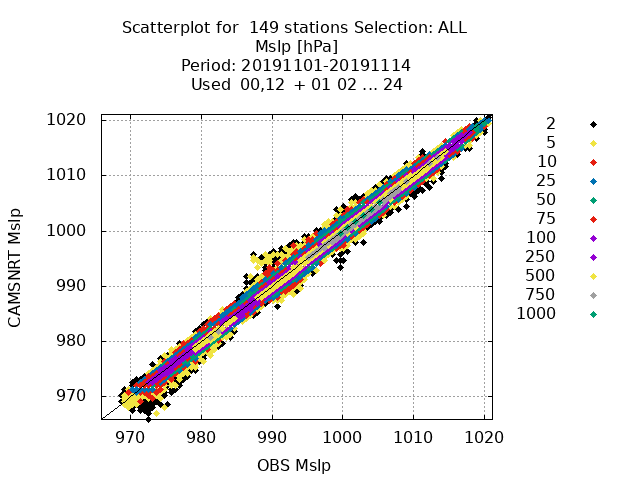 Scatterplot for  149 stations Selection: ALL
Mslp [hPa]
Period: 20191101-20191114
Used  00,12  + 01 02 ... 24
1020
1010
1000
990
980
970
CAMSNRT Mslp
970 980 990 1000 1010 1020
OBS Mslp
2
5
10
25
50
75
100
250
500
750
1000